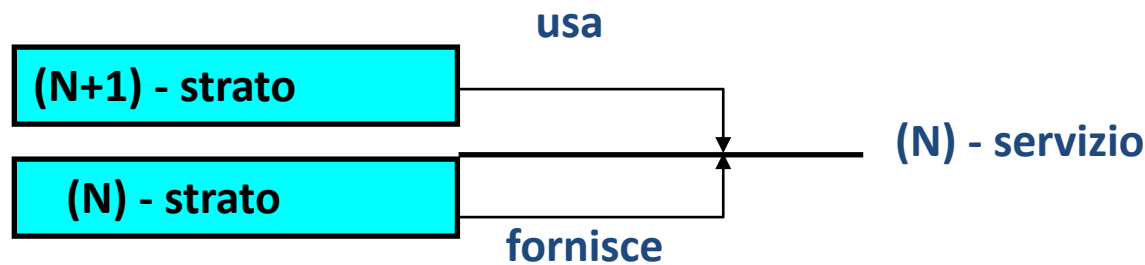 usa
(N+1) - strato
(N) - servizio
(N) - strato
fornisce